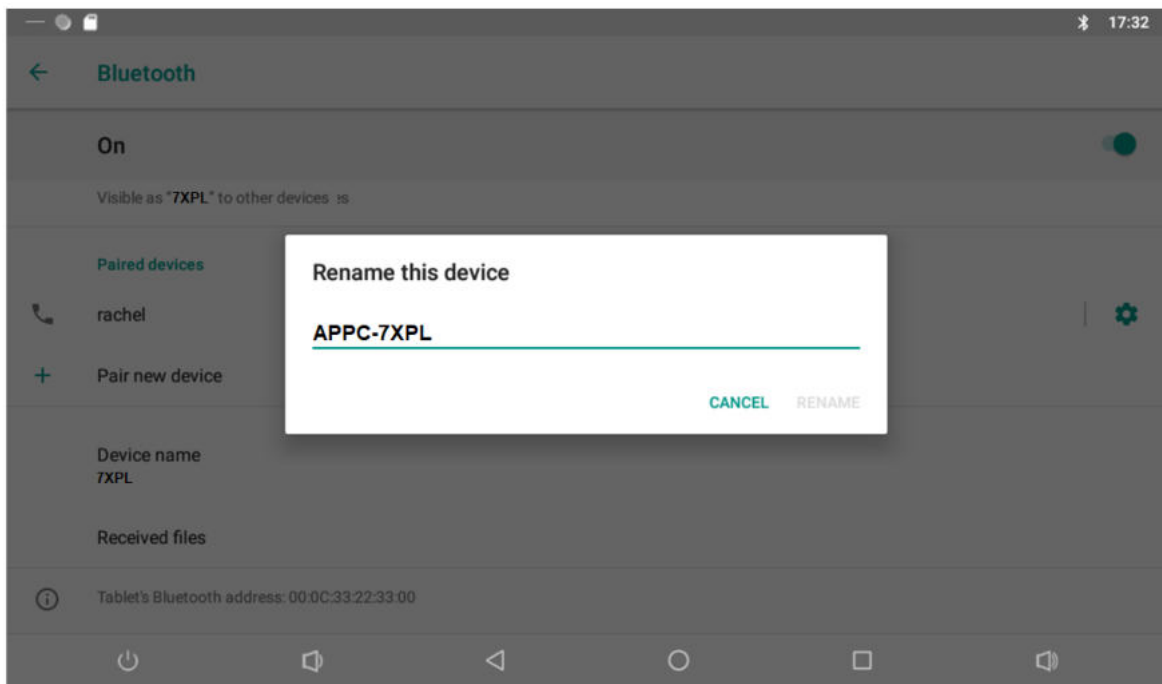 17:32
Bluetooth
On
Visible as "7XPL" to other devices es
Paired devices
rachel
Pair new device
Device name
7XPL
Received files
Tablet's Bluetooth address: 00:0C:33:22:33:00
Rename this device
APPC-7XPL
CANCEL RENAME